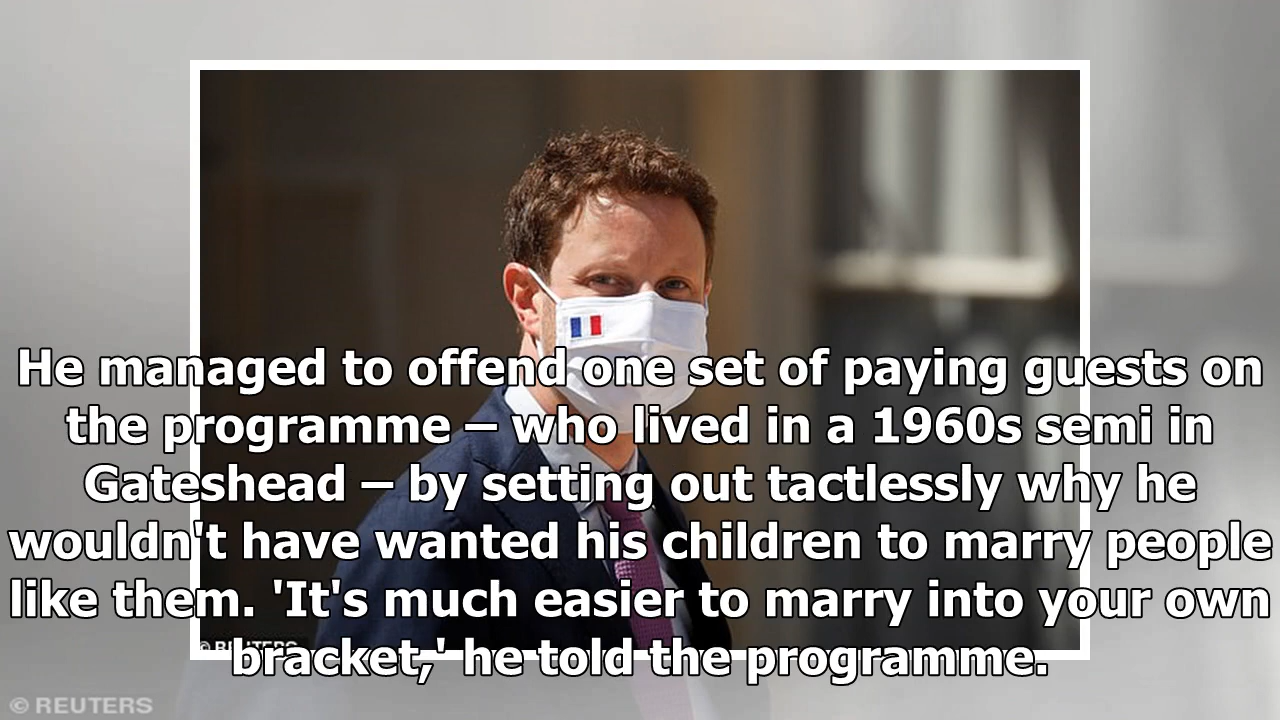 He managed to offend one set of paying guests on
the programme – who lived in a 1960s semi in
Gateshead – by setting out tactlessly why he
wouldn't have wanted his children to marry people
like them. 'It's much easier to marry into your own
© REUTERS
bracket,' he told the programme.
© REUTERS